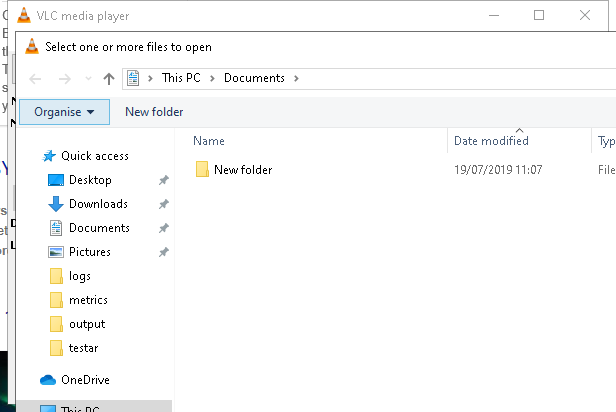 VLC media player
Select one or more files to open
This PC > Documents >
Organise New folder
Name Date modified Typ
Quick access
New folder 19/07/2019 11:07 File
Desktop
Downloads
Documents
Pictures
logs
metrics
output
testar
OneDrive
This PC